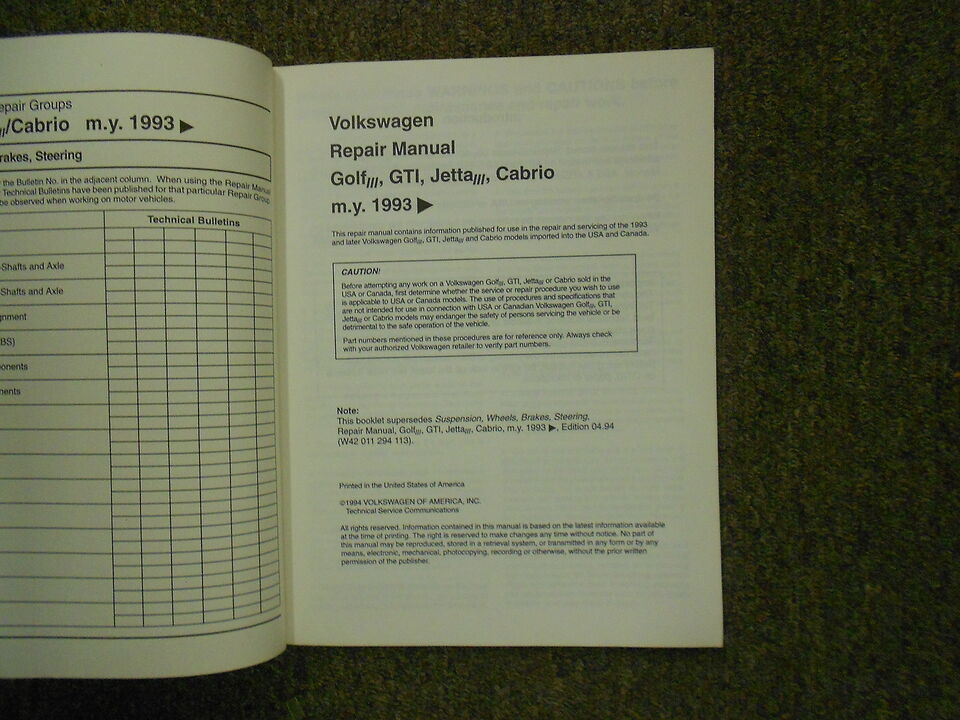 epair Groups
/Cabrio m.y. 1993 ▶
rakes, Steering
the Bulletin No. in the adjacent column. When using the Repair Manual
Technical Bulletins have been published for that particular Repair Group
be observed when working on motor vehicles.
Technical Bulletins
-Shafts and Axle
-Shafts and Axle
gnment
BS)
onents
nents
Volkswagen
Repair Manual
Golf///, GTI, Jetta///, Cabrio
m.y. 1993 ▶
This repair manual contains information published for use in the repair and servicing of the 1993
and later Volkswagen Golf///, GTI, Jetta/// and Cabrio models imported into the USA and Canada.
CAUTION!
Before attempting any work on a Volkswagen Golf///, GTI, Jetta/// or Cabrio sold in the
USA or Canada, first determine whether the service or repair procedure you wish to use
is applicable to USA or Canada models. The use of procedures and specifications that
are not intended for use in connection with USA or Canadian Volkswagen Golf///, GTI,
Jetta/// or Cabrio models may endanger the safety of persons servicing the vehicle or be
detrimental to the safe operation of the vehicle.
Part numbers mentioned in these procedures are for reference only. Always check
with your authorized Volkswagen retailer to verify part numbers.
Note:
This booklet supersedes Suspension, Wheels, Brakes, Steering,
Repair Manual, Golf///, GTI, Jetta///, Cabrio, m.y. 1993 ▶, Edition 04.94
(W42 011 294 113).
Printed in the United States of America
©1994 VOLKSWAGEN OF AMERICA, INC.
Technical Service Communications
All rights reserved. Information contained in this manual is based on the latest information available
at the time of printing. The right is reserved to make changes any time without notice. No part of
this manual may be reproduced, stored in a retrieval system, or transmitted in any form or by any
means, electronic, mechanical, photocopying, recording or otherwise, without the prior written
permission of the publisher.